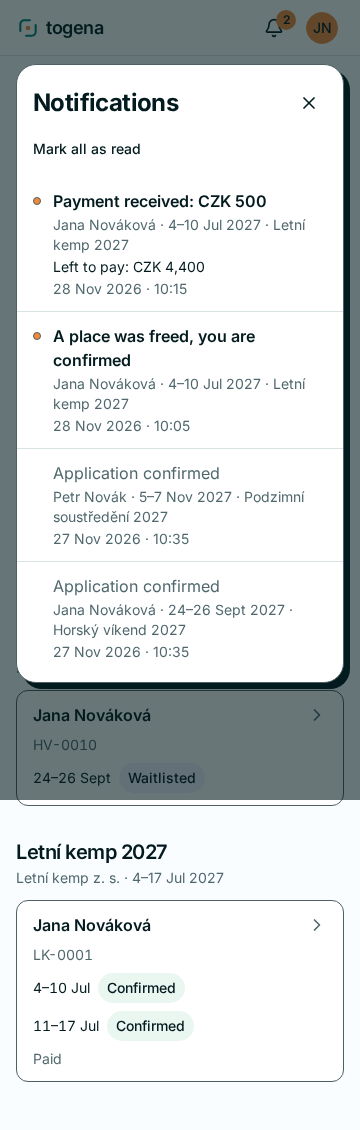 togena
2
JN
Notifications
Mark all as read
Payment received: CZK 500
Jana Nováková · 4–10 Jul 2027 · Letní
kemp 2027
Left to pay: CZK 4,400
28 Nov 2026 · 10:15
A place was freed, you are
confirmed
Jana Nováková · 4–10 Jul 2027 · Letní
kemp 2027
28 Nov 2026 · 10:05
Application confirmed
Petr Novák · 5–7 Nov 2027 · Podzimní
soustředění 2027
27 Nov 2026 · 10:35
Application confirmed
Jana Nováková · 24–26 Sept 2027 ·
Horský víkend 2027
27 Nov 2026 · 10:35
Jana Nováková
HV-0010
24–26 Sept Waitlisted
Letní kemp 2027
Letní kemp z. s. · 4–17 Jul 2027
Jana Nováková
LK-0001
4–10 Jul Confirmed
11–17 Jul Confirmed
Paid